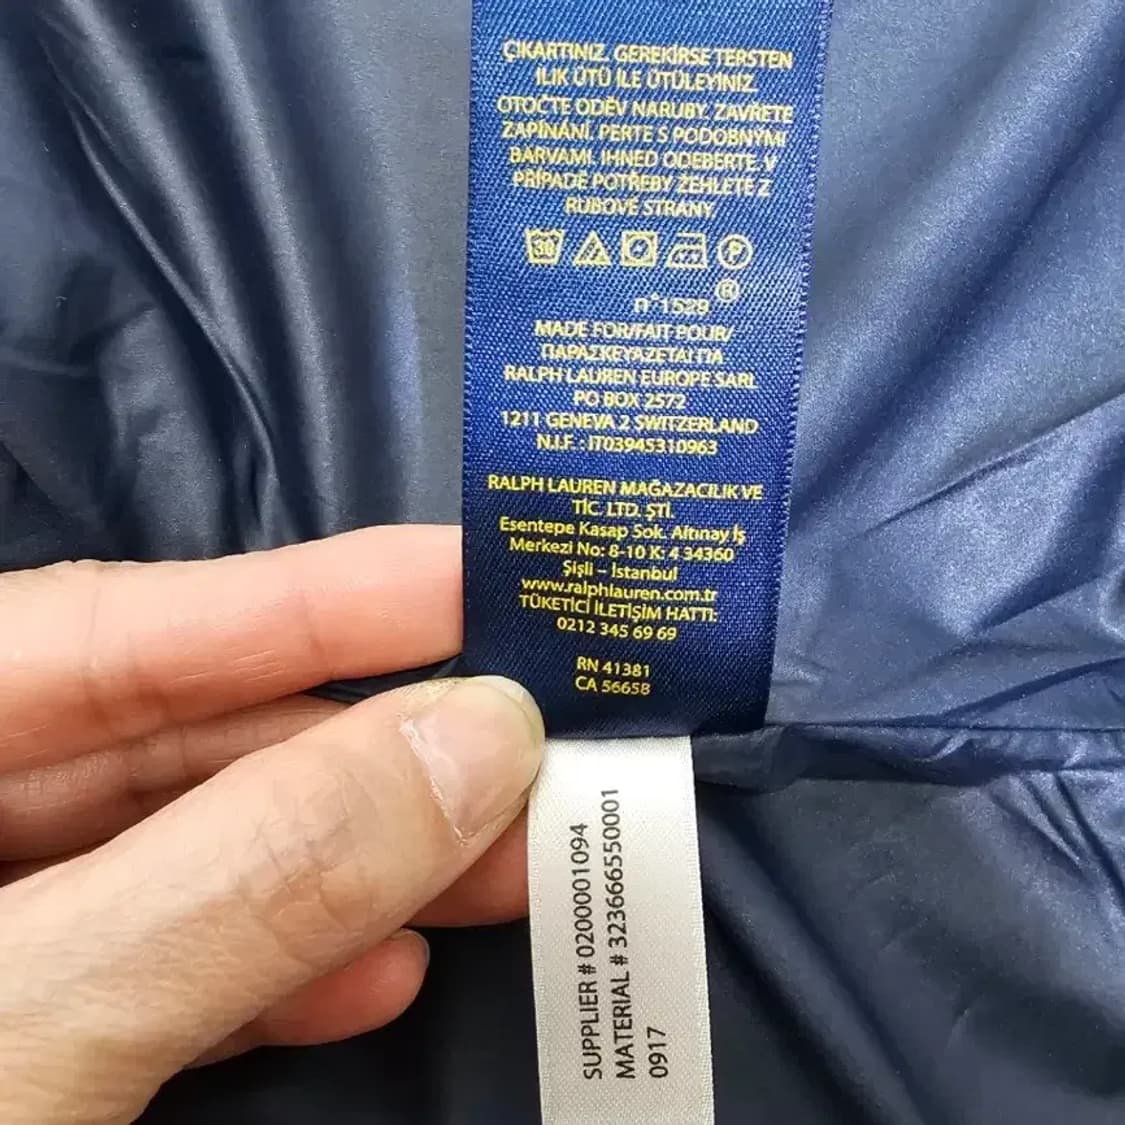 ÇIKARTINIZ. GEREKİRSE TERSTEN
ILIK ÜTÜ İLE ÜTÜLEYİNİZ.
OTOČTE ODĚV NARUBY. ZAVŘETE
ZAPÍNÁNÍ. PERTE S PODOBNÝMI
BARVAMI. IHNED ODEBERTE. V
PŘÍPADĚ POTŘEBY ŽEHLETE Z
RUBOVÉ STRANY.
30 P
®
n°1529
MADE FOR/FAIT POUR/
ΠΑΡΑΣΚΕΥΑΖΕΤΑΙ ΓΙΑ
RALPH LAUREN EUROPE SARL
PO BOX 2572
1211 GENEVA 2 SWITZERLAND
N.I.F.: IT03945310963
RALPH LAUREN MAĞAZACILIK VE
TİC. LTD. ŞTİ.
Esentepe Kasap Sok. Altınay İş
Merkezi No: 8-10 K: 4 34360
Şişli – İstanbul
www.ralphlauren.com.tr
TÜKETİCİ İLETİŞİM HATTI:
0212 345 69 69
RN 41381
CA 56658
SUPPLIER # 0200001094
MATERIAL # 323666550001
0917